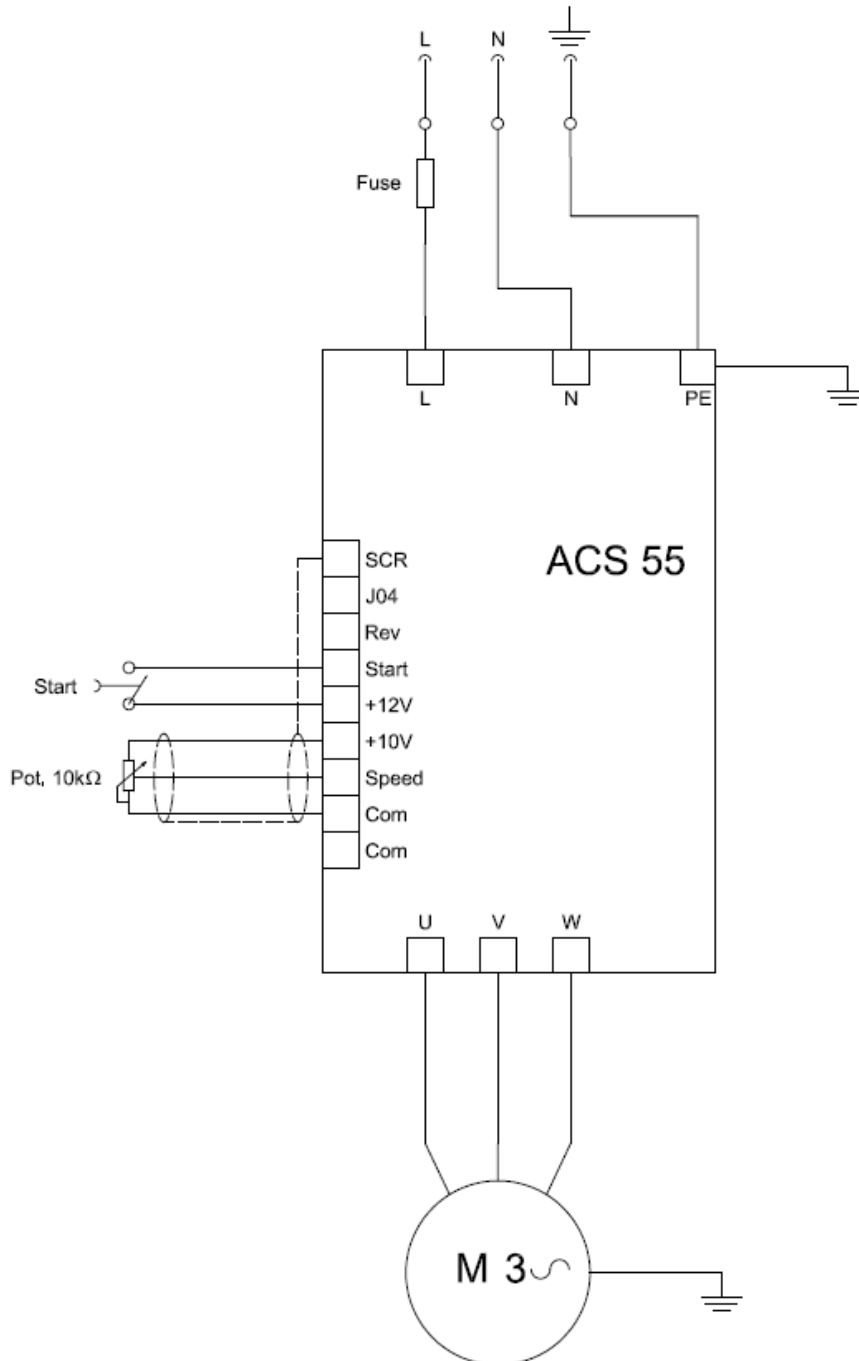 L N
Fuse
L N PE
ACS 55
SCR
J04
Rev
Start
Start
+12V
+10V
Pot, 10kΩ
Speed
Com
Com
U V W
M 3